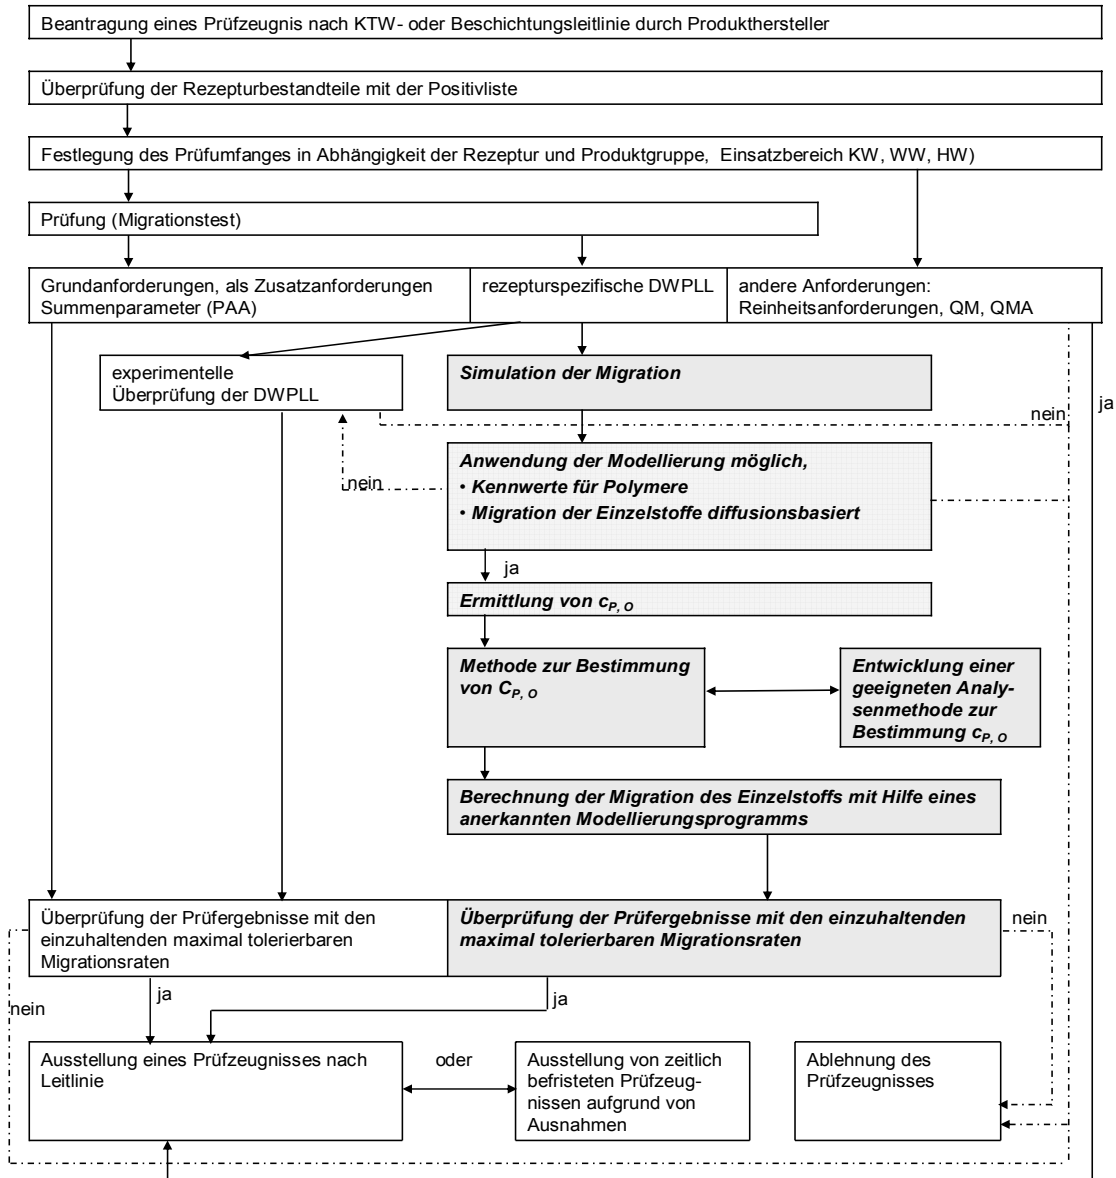 Beantragung eines Prüfzeugnis nach KTW- oder Beschichtungsleitlinie durch Produkthersteller
Überprüfung der Rezepturbestandteile mit der Positivliste
Festlegung des Prüfumfanges in Abhängigkeit der Rezeptur und Produktgruppe, Einsatzbereich KW, WW, HW)
Prüfung (Migrationstest)
Grundanforderungen, als Zusatzanforderungen
Summenparameter (PAA)
rezepturspezifische DWPLL
andere Anforderungen:
Reinheitsanforderungen, QM, QMA
experimentelle
Überprüfung der DWPLL
Simulation der Migration
ja
nein
Anwendung der Modellierung möglich,
• Kennwerte für Polymere
• Migration der Einzelstoffe diffusionsbasiert
nein
ja
Ermittlung von cP, O
Methode zur Bestimmung
von CP, O
Entwicklung einer
geeigneten Analy-
senmethode zur
Bestimmung cP, O
Berechnung der Migration des Einzelstoffs mit Hilfe eines
anerkannten Modellierungsprogramms
Überprüfung der Prüfergebnisse mit den
einzuhaltenden maximal tolerierbaren
Migrationsraten
Überprüfung der Prüfergebnisse mit den einzuhaltenden
maximal tolerierbaren Migrationsraten
nein
nein
ja
ja
Ausstellung eines Prüfzeugnisses nach
Leitlinie
oder
Ausstellung von zeitlich
befristeten Prüfzeug-
nissen aufgrund von
Ausnahmen
Ablehnung des
Prüfzeugnisses